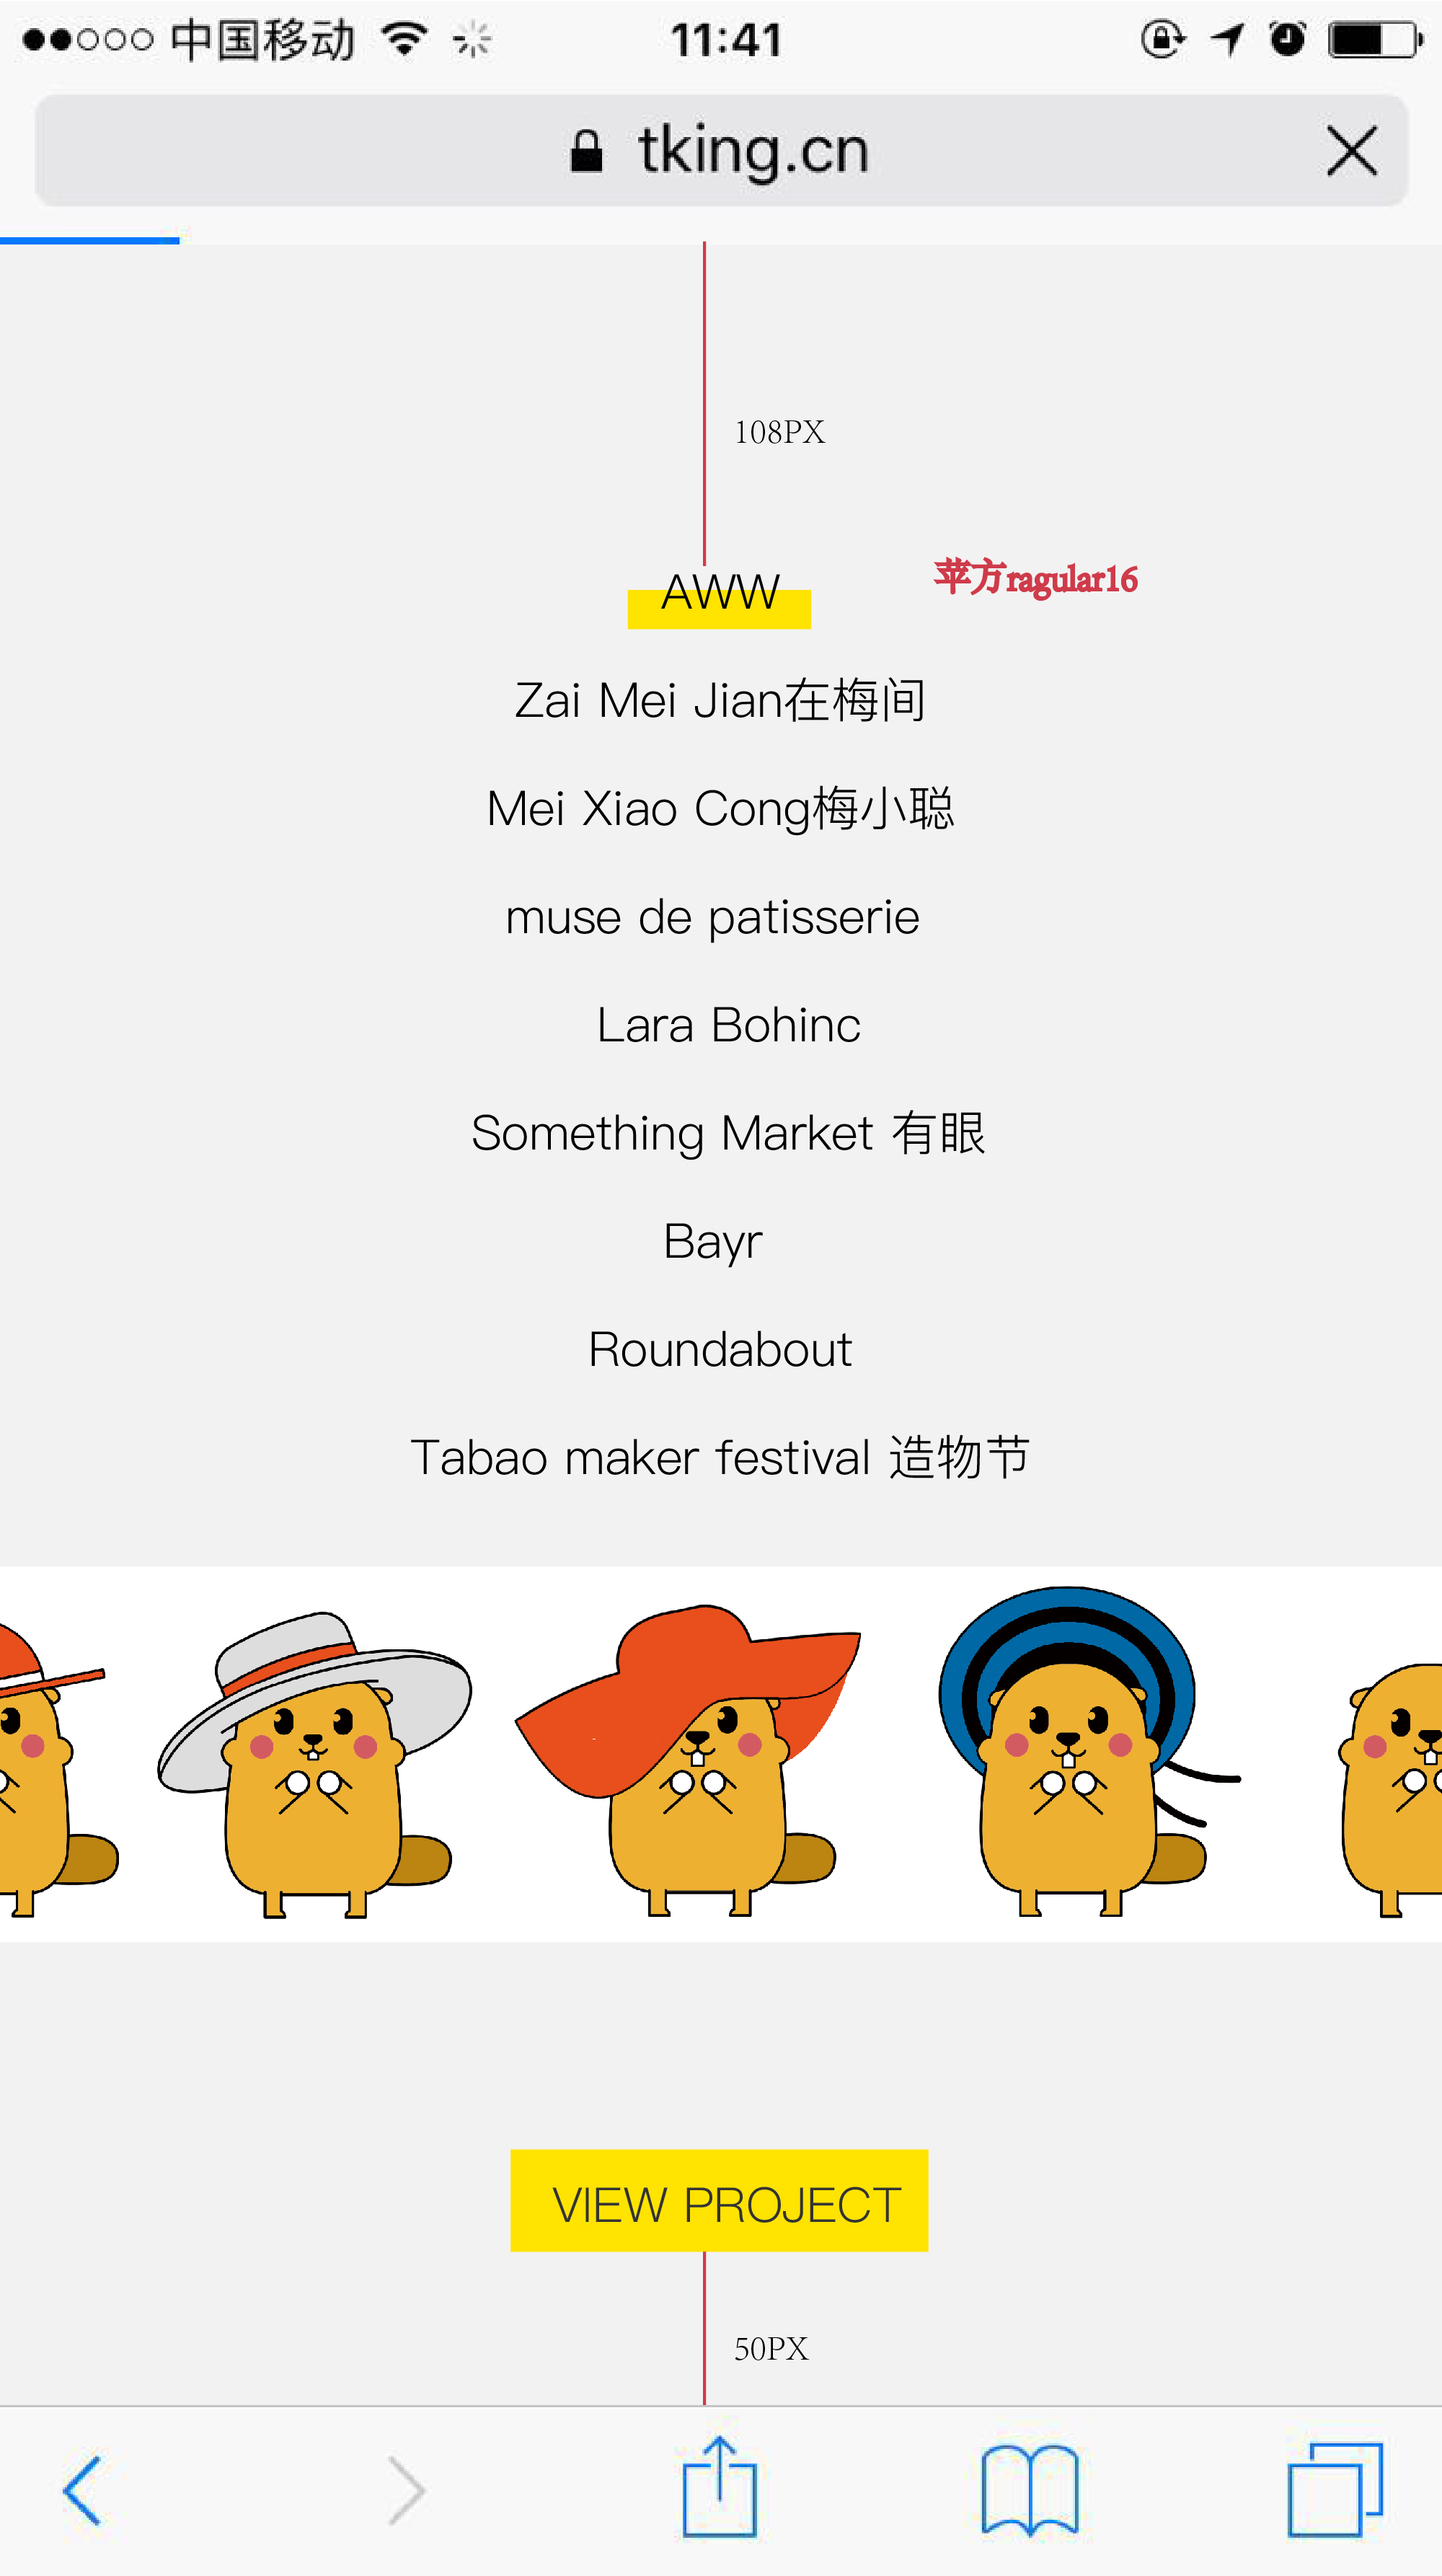 中国移动 11:41
tking.cn
108PX
苹方ragular16
AWW
Zai Mei Jian在梅间
Mei Xiao Cong梅小聪
muse de patisserie
Lara Bohinc
Something Market 有眼
Bayr
Roundabout
Tabao maker festival 造物节
VIEW PROJECT
50PX